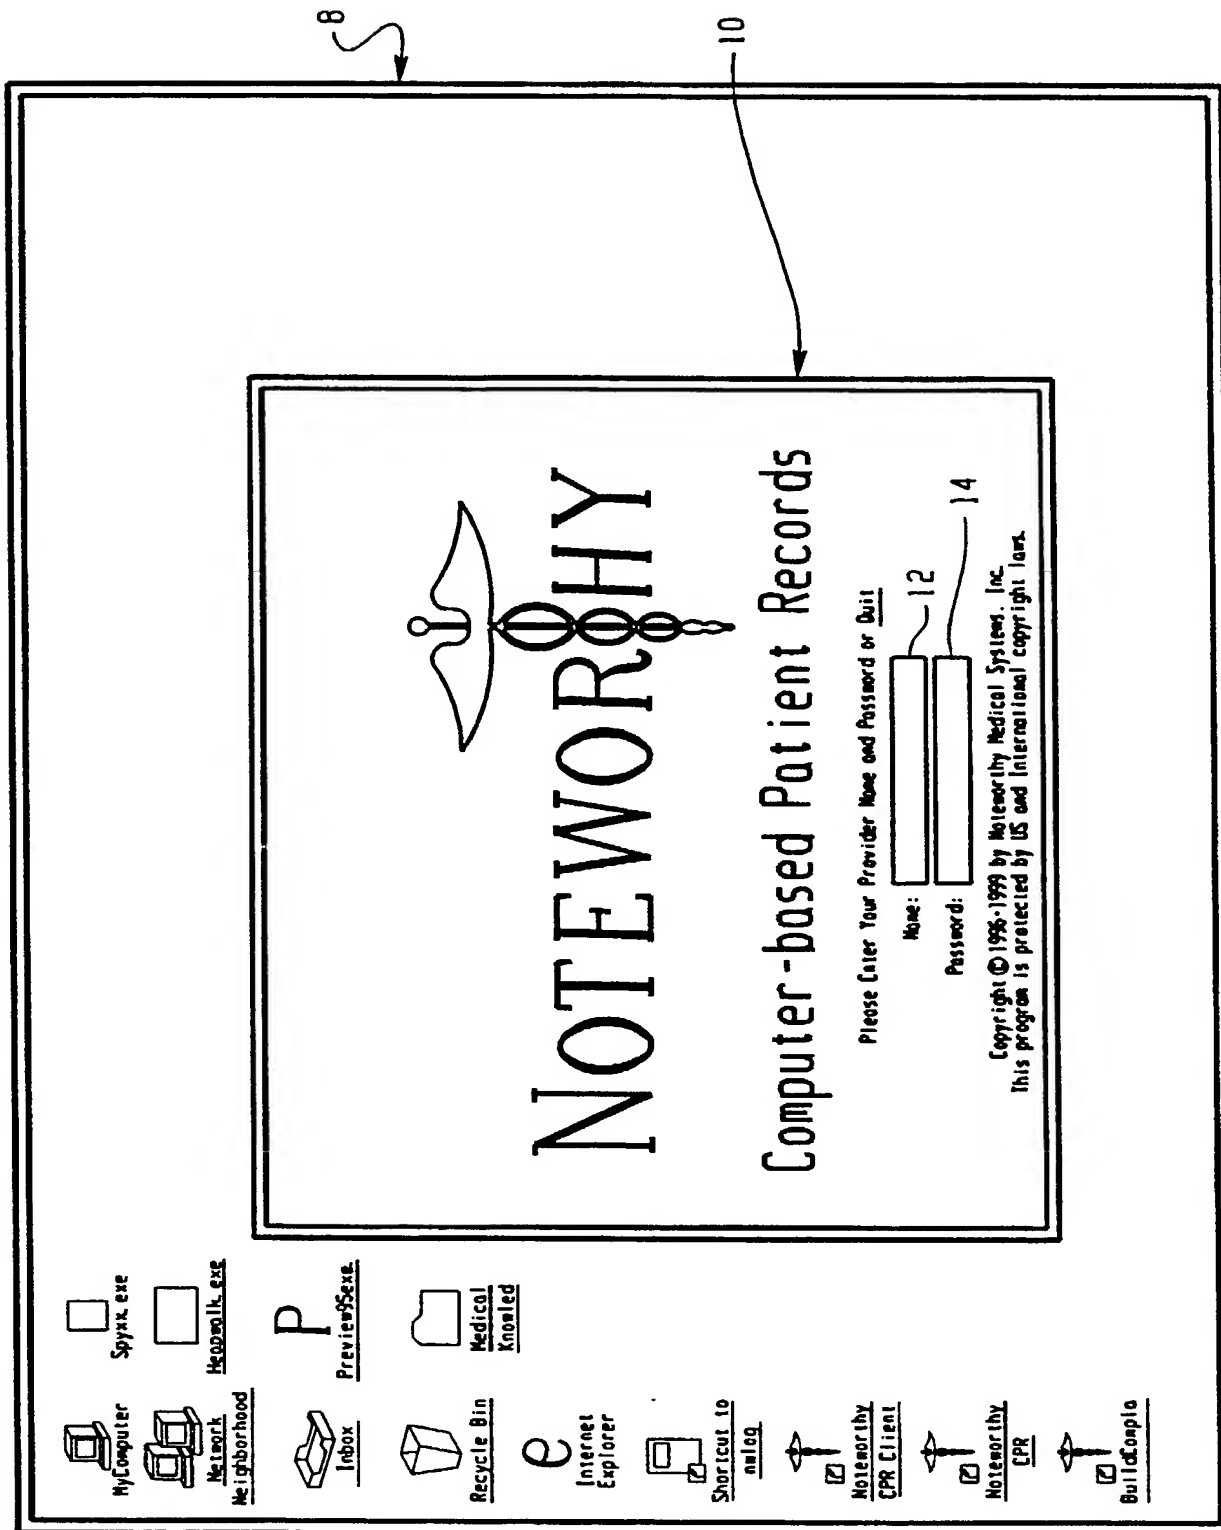 8
10
MyComputer
Spyxx.exe
Network
Neighborhood
Heapwalk.exe
Inbox
Preview95exe.
Recycle Bin
Medical
Knowled
e
Internet
Explorer
P
Shortcut to
nmlog
Noteworthy
CPR Client
Noteworthy
CPR
BuildCompla
NOTEWORTHY
Computer-based Patient Records
Please Enter Your Provider Name and Password or Quit
Name:
12
Password:
14
Copyright © 1996-1999 by Noteworthy Medical Systems. Inc.
This program is protected by US and International copyright laws.